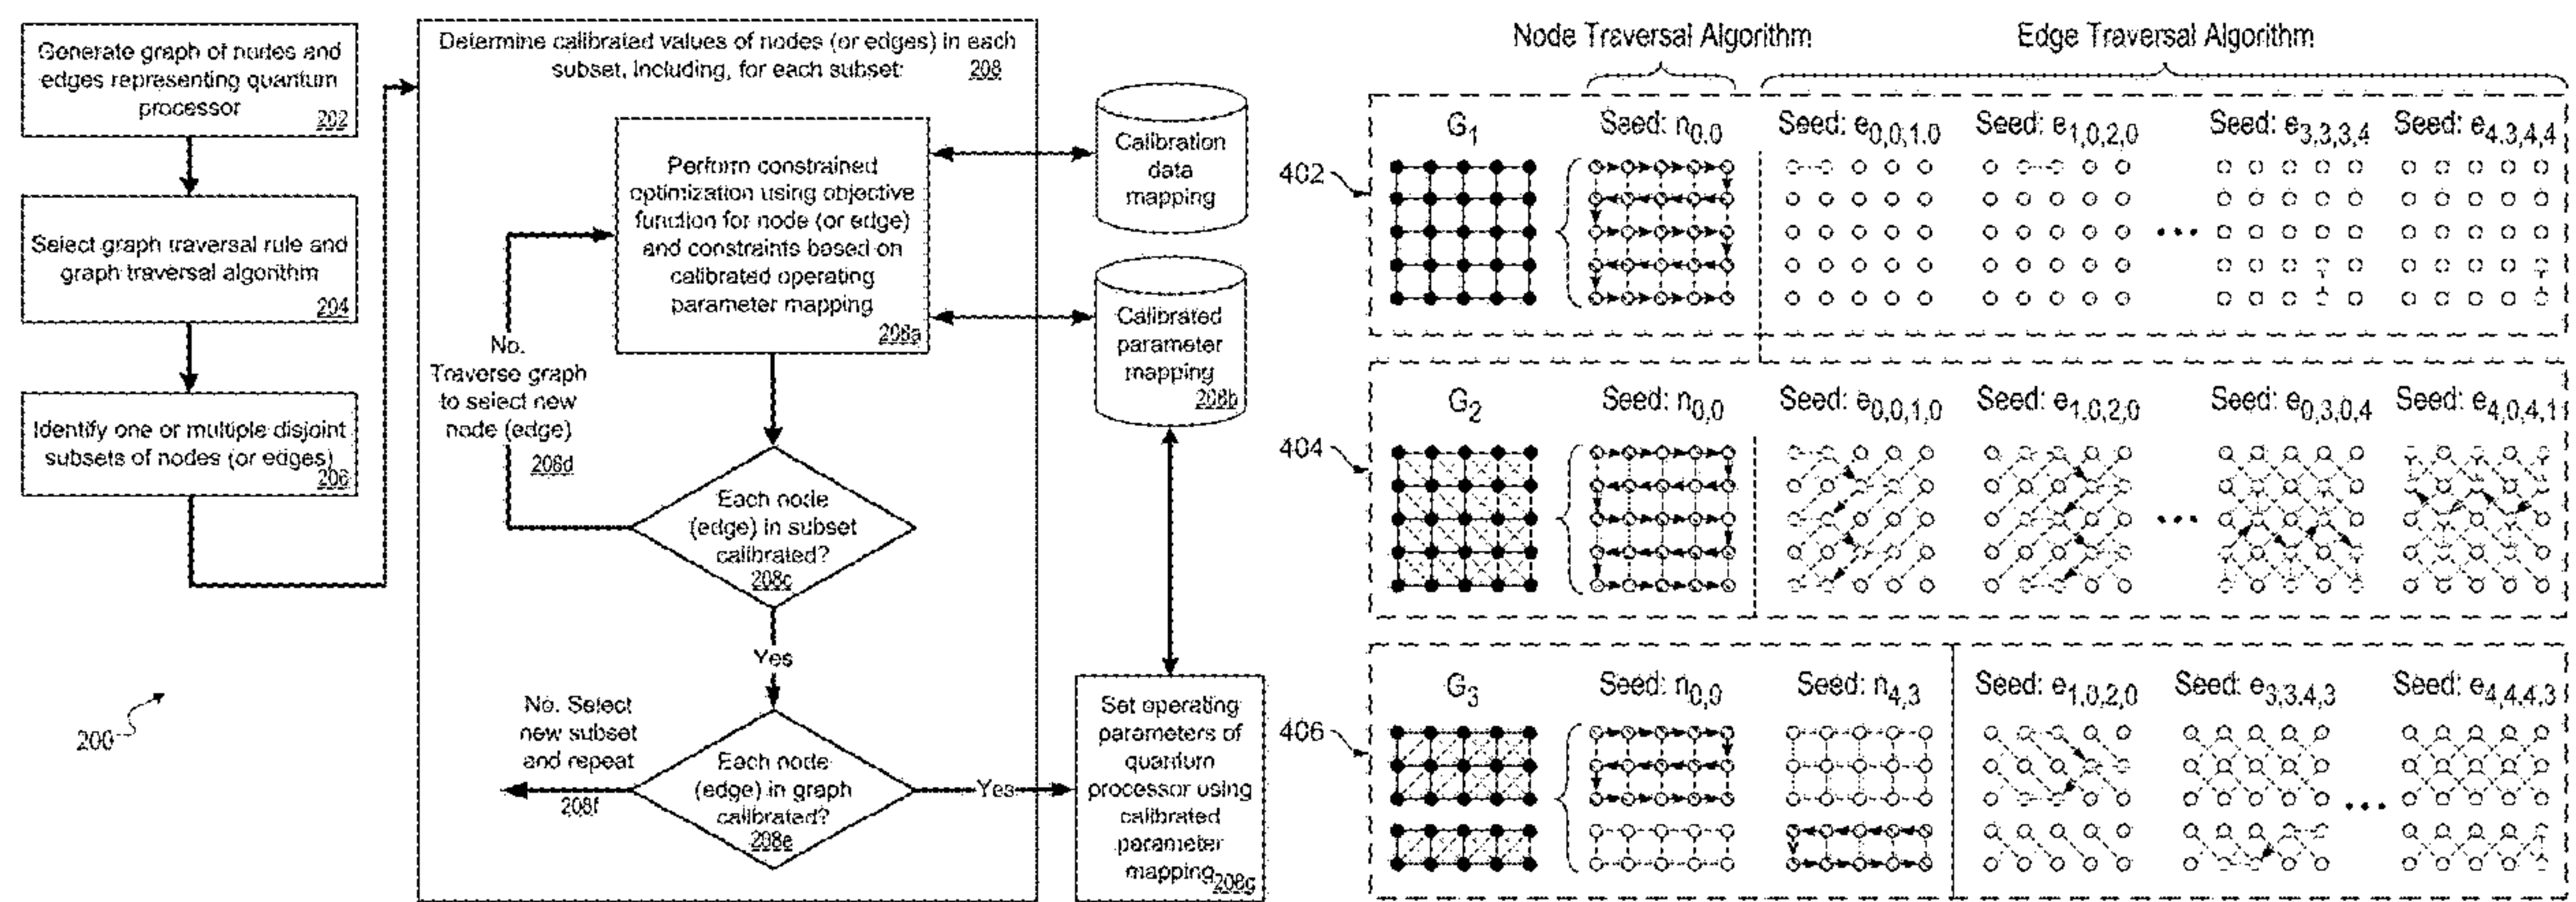 Generate graph of nodes and
edges representing quantum
processor
202
Select graph traversal rule and
graph traversal algorithm
204
Identify one or multiple disjoint
subsets of nodes (or edges)
206
200
Determine calibrated values of nodes (or edges) in each
subset, including, for each subset:
208
Perform constrained
optimization using objective
function for node (or edge)
and constraints based on
calibrated operating
parameter mapping
208a
No.
Traverse graph
to select new
node (edge)
208d
Each node
(edge) in subset
calibrated?
208c
Yes
No. Select
new subset
and repeat
208f
Each node
(edge) in graph
calibrated?
208e
Yes
Calibration
data
mapping
Calibrated
parameter
mapping
208b
Set operating
parameters of
quantum
processor using
calibrated
parameter
mapping
208g
Node Traversal Algorithm
Edge Traversal Algorithm
402
G1
Seed: n0,0
Seed: e0,0,1,0
Seed: e1,0,2,0
...
Seed: e3,3,3,4
Seed: e4,3,4,4
404
G2
Seed: n0,0
Seed: e0,0,1,0
Seed: e1,0,2,0
...
Seed: e0,3,0,4
Seed: e4,0,4,1
406
G3
Seed: n0,0
Seed: n4,3
Seed: e1,0,2,0
Seed: e3,3,4,3
...
Seed: e4,4,4,3